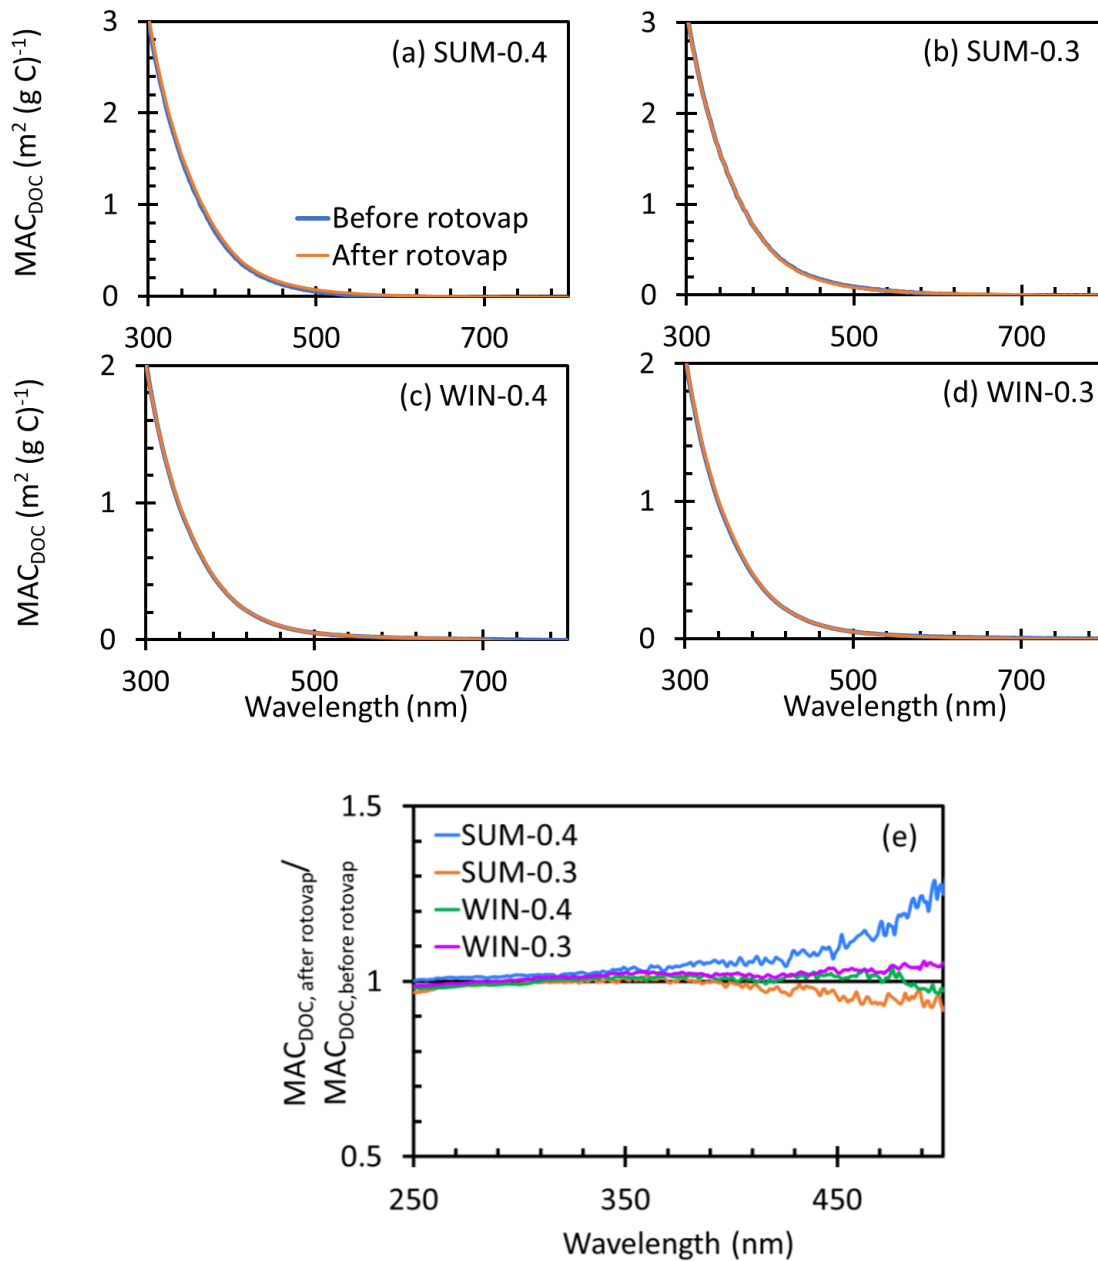 MAC_DOC (m² (g C)⁻¹
3
2
1
0
300
500
700
(a) SUM-0.4
Before rotovap
After rotovap
3
2
1
0
300
500
700
(b) SUM-0.3
MAC_DOC (m² (g C)⁻¹
2
1
0
300
500
700
(c) WIN-0.4
Wavelength (nm)
2
1
0
300
500
700
(d) WIN-0.3
Wavelength (nm)
MAC_DOC, after rotovap/
MAC_DOC,before rotovap
1.5
1
0.5
250
350
450
SUM-0.4
SUM-0.3
WIN-0.4
WIN-0.3
(e)
Wavelength (nm)